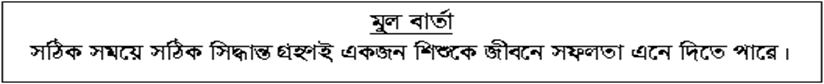 মূল বার্তা
সঠিক সময়ে সঠিক সিদ্ধান্ত গ্রহণই একজন শিশুকে জীবনে সফলতা এনে দিতে পারে।